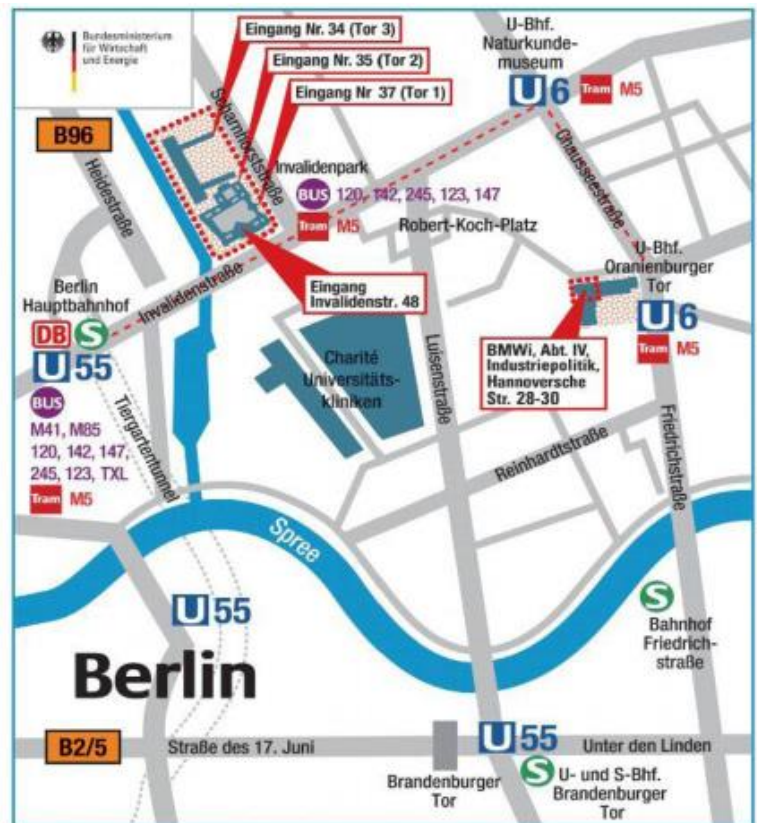 Bundesministerium
für Wirtschaft
und Energie
Eingang Nr. 34 (Tor 3)
Eingang Nr. 35 (Tor 2)
Eingang Nr 37 (Tor 1)
U-Bhf.
Naturkunde-
museum
U 6 Tram M5
B96
Heidestraße
Scharnhorststraße
Invalidenpark
BUS 120, 142, 245, 123, 147
Tram M5
Chausseestraße
Robert-Koch-Platz
U-Bhf.
Oranienburger
Tor
U 6
Tram M5
Berlin
Hauptbahnhof
DB S
U 55
BUS
M41, M85
120, 142, 147,
245, 123, TXL
Tram M5
Invalidenstraße
Eingang
Invalidenstr. 48
Charité
Universitäts-
kliniken
Luisenstraße
BMWi, Abt. IV,
Industriepolitik,
Hannoversche
Str. 28-30
Tiergartentunnel
Reinhardtstraße
Friedrichstraße
Spree
U 55
Berlin
S
Bahnhof
Friedrich-
straße
B2/5
Straße des 17. Juni
Brandenburger
Tor
U 55
Unter den Linden
S U- und S-Bhf.
Brandenburger
Tor